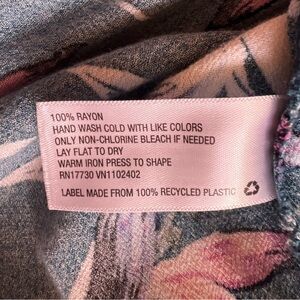 100% RAYON
HAND WASH COLD WITH LIKE COLORS
ONLY NON-CHLORINE BLEACH IF NEEDED
LAY FLAT TO DRY
WARM IRON PRESS TO SHAPE
RN17730 VN1102402
LABEL MADE FROM 100% RECYCLED PLASTIC